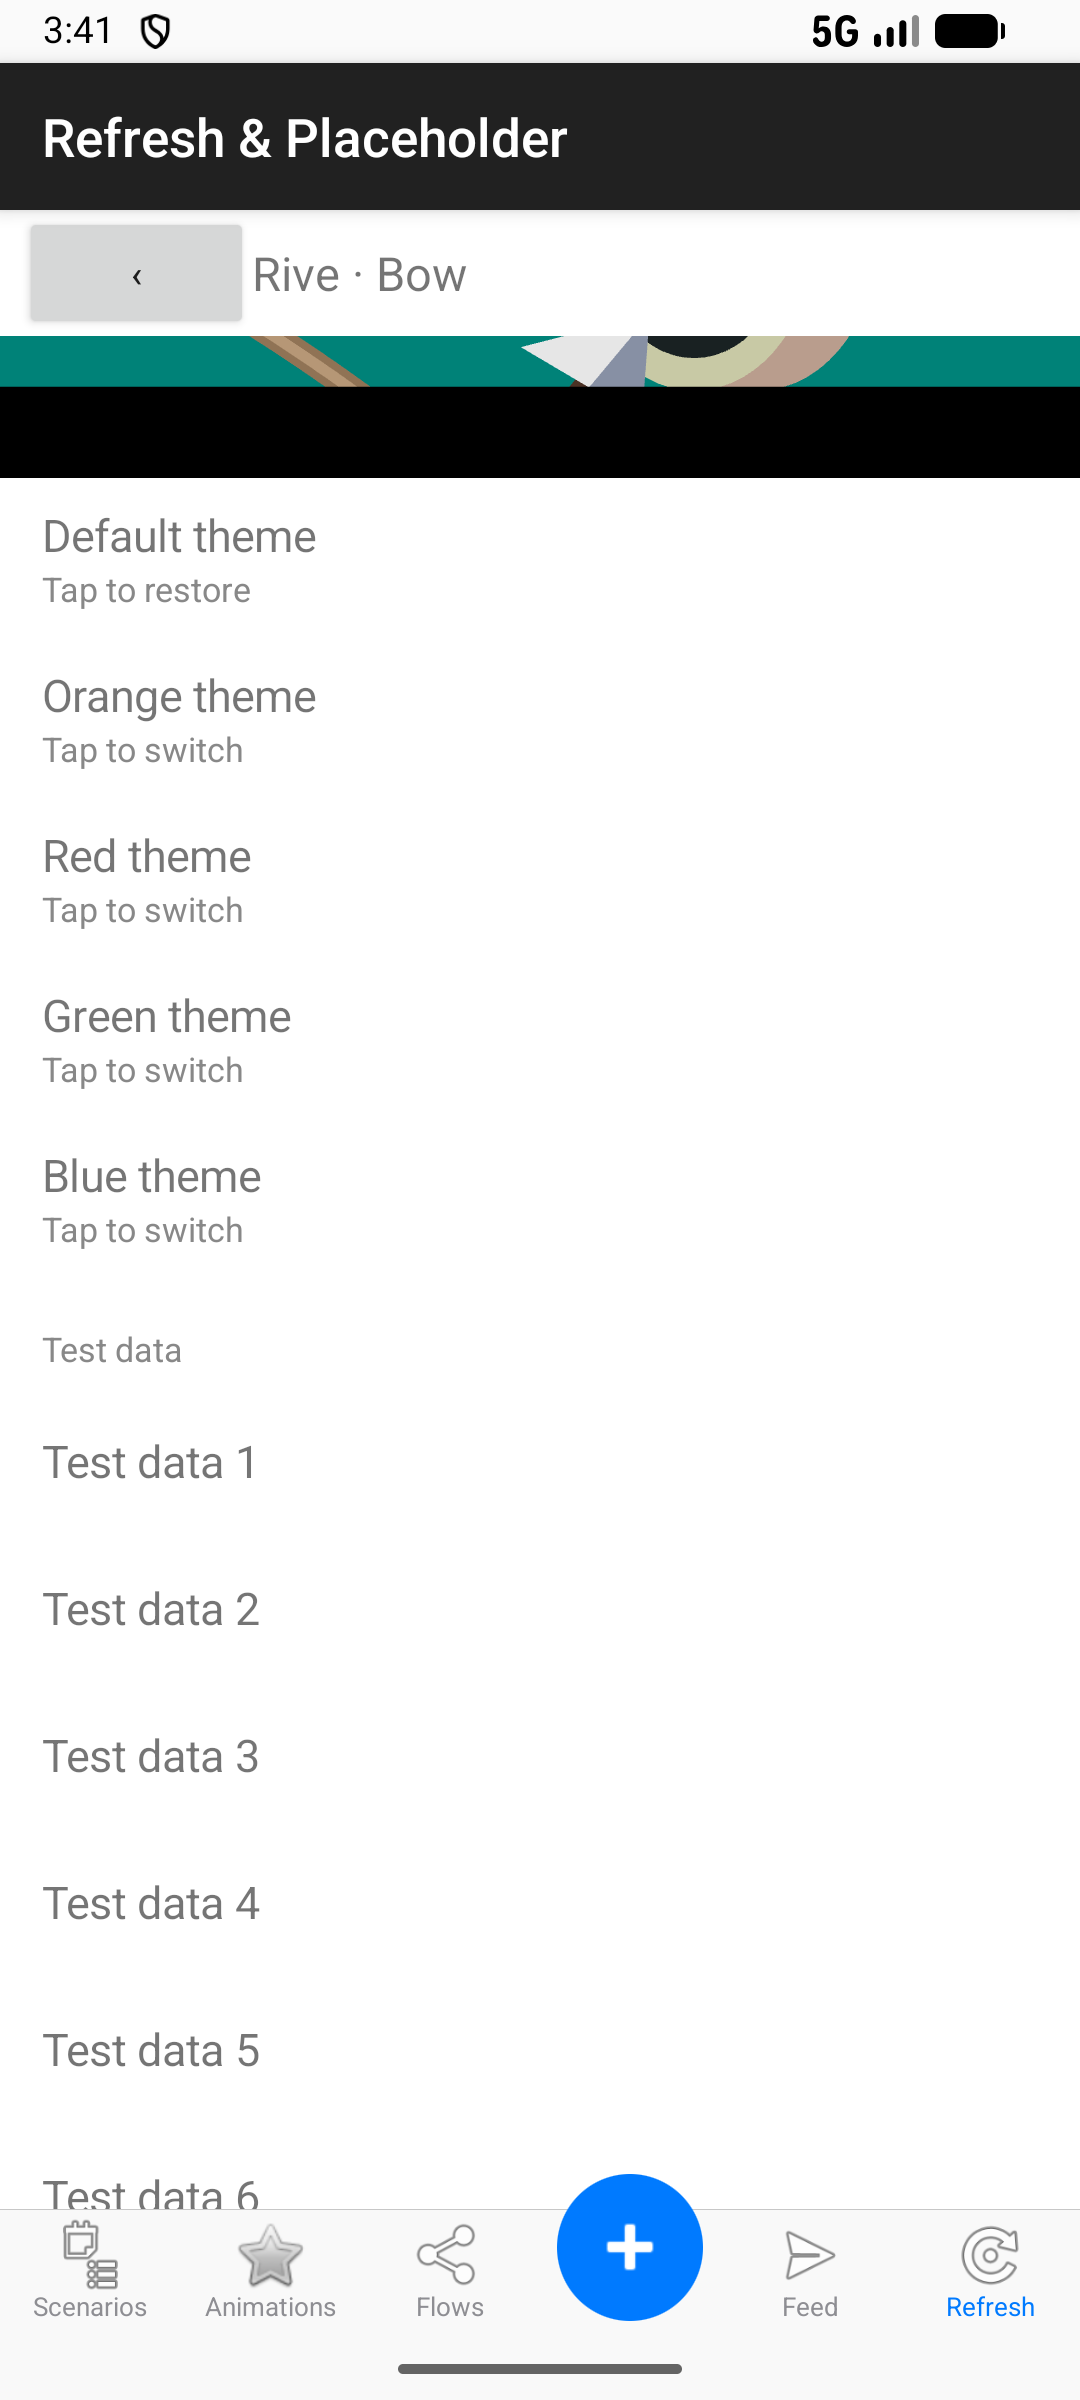 3:41
5G
Refresh & Placeholder
‹
Rive · Bow
Default theme
Tap to restore
Orange theme
Tap to switch
Red theme
Tap to switch
Green theme
Tap to switch
Blue theme
Tap to switch
Test data
Test data 1
Test data 2
Test data 3
Test data 4
Test data 5
Test data 6
Scenarios
Animations
Flows
Feed
Refresh